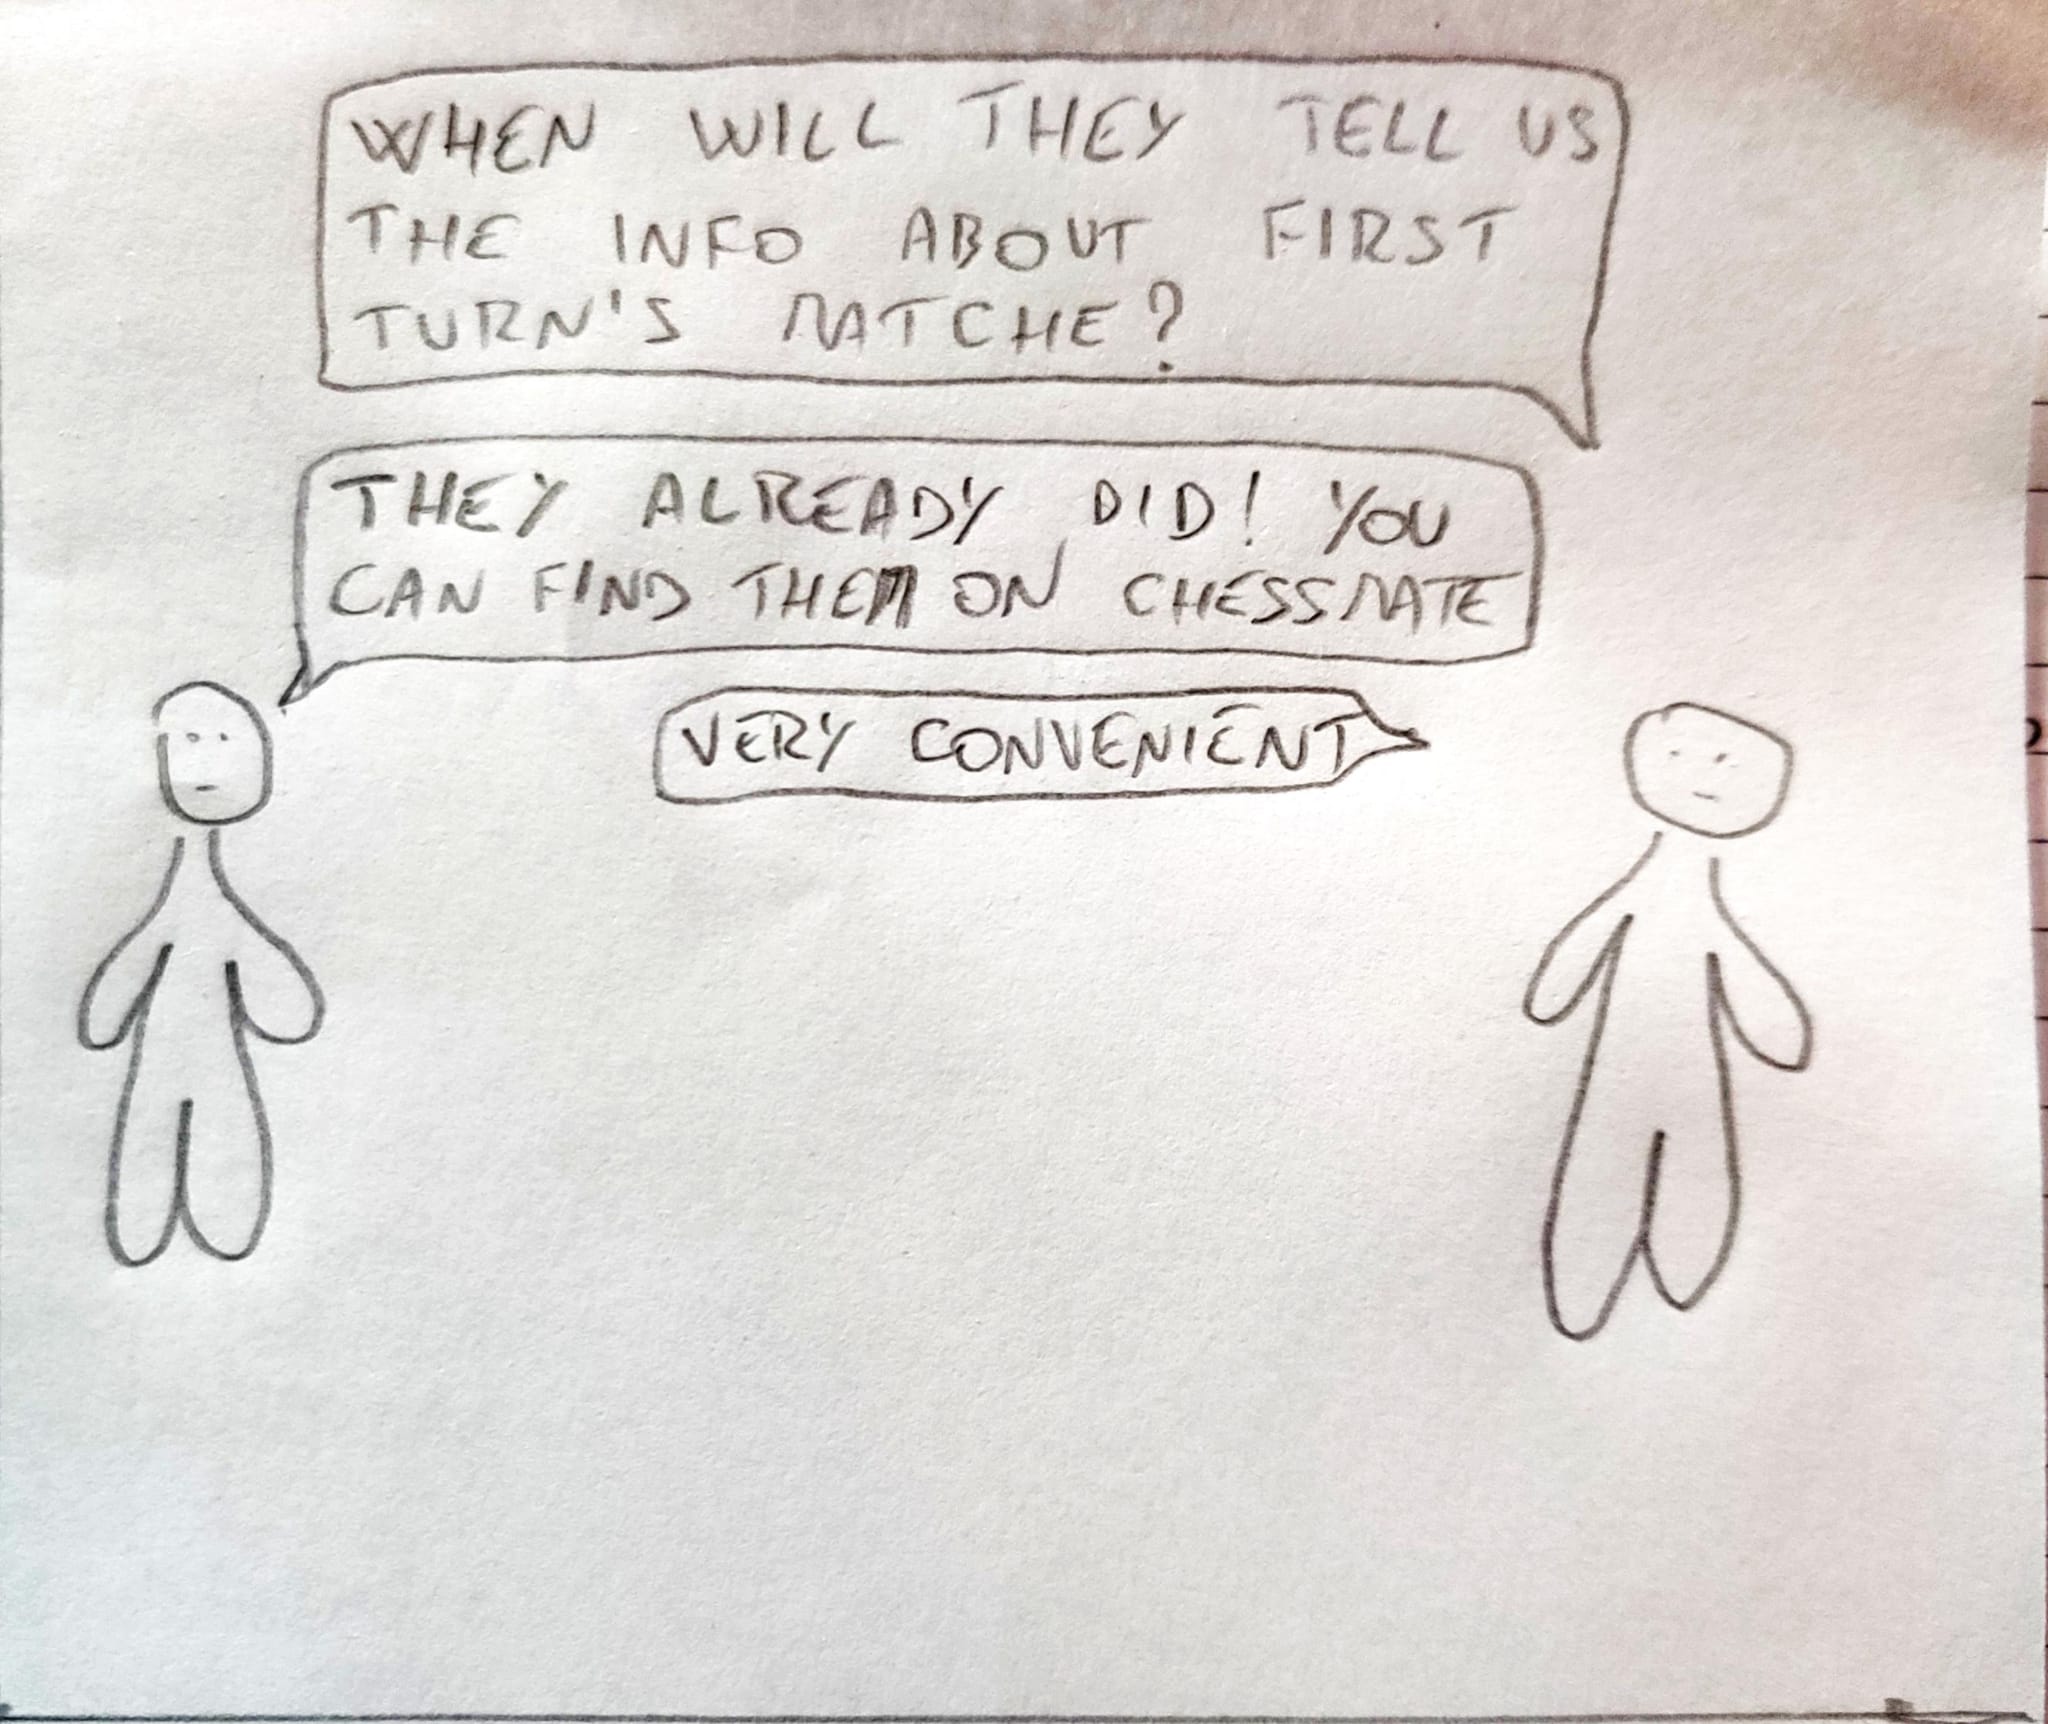 WHEN WILL THEY TELL US
THE INFO ABOUT FIRST
TURN'S MATCHE?
THEY ALREADY DID! YOU
CAN FIND THEM ON CHESSMATE
VERY CONVENIENT